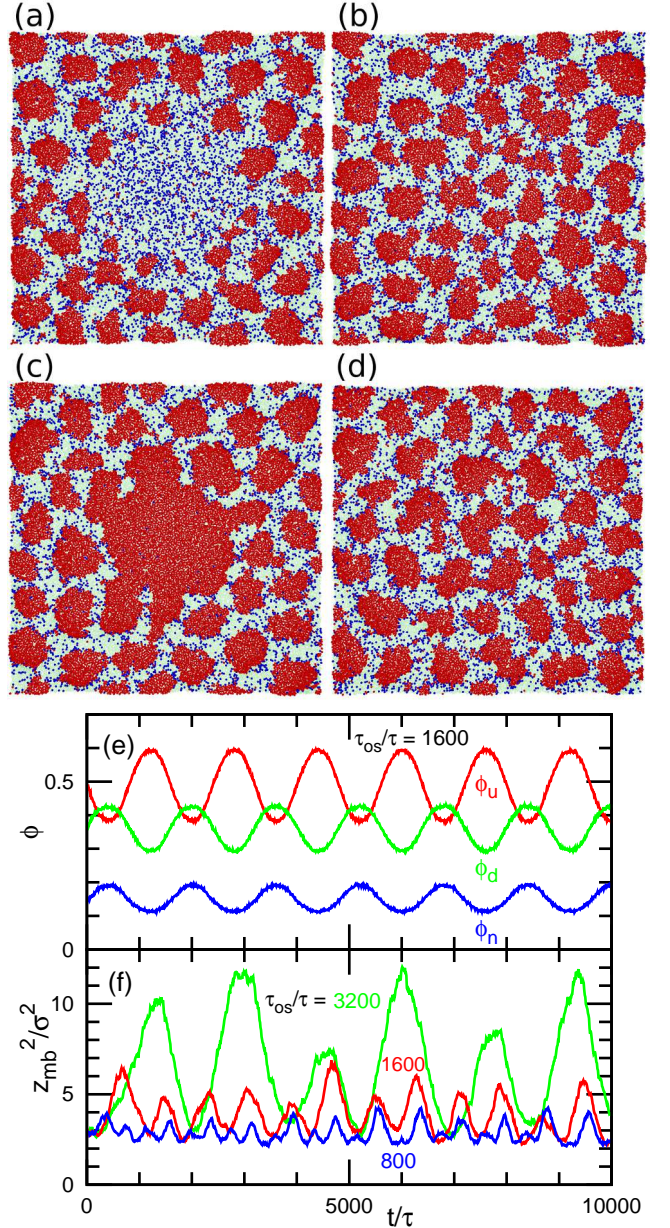 (a) (b)
(c) (d)
(e) τos/τ = 1600
0.5
ϕu
ϕ
ϕd
ϕn
0
(f)
τos/τ = 3200
10
zmb²/σ²
1600
5
800
0
0 5000 10000
t/τ